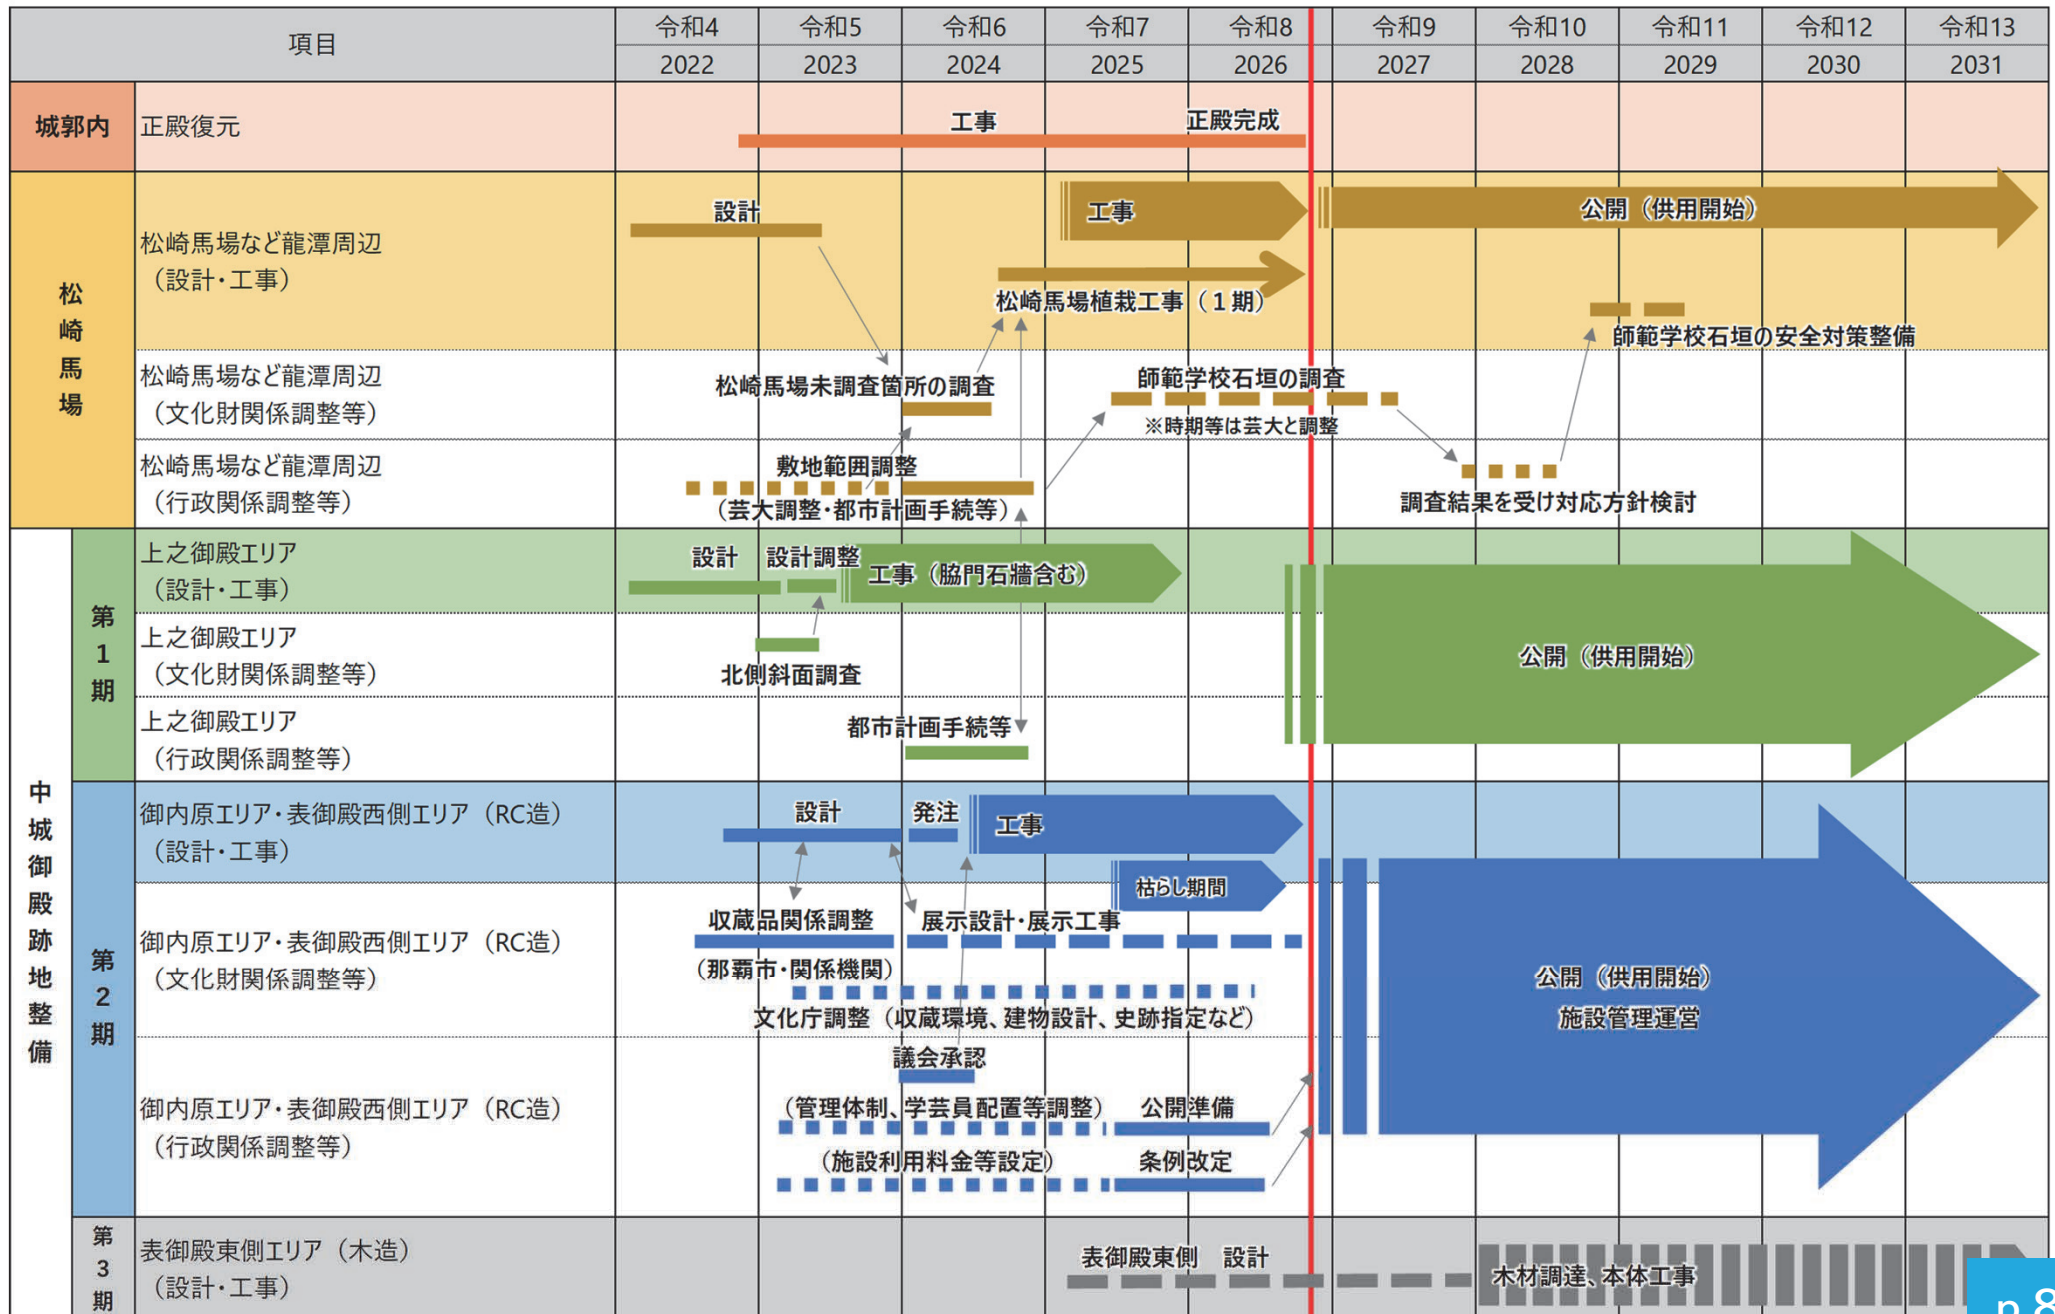 項目
令和4 令和5 令和6 令和7 令和8 令和9 令和10 令和11 令和12 令和13
2022 2023 2024 2025 2026 2027 2028 2029 2030 2031
城郭内
正殿復元
工事
正殿完成
松崎馬場
松崎馬場など龍潭周辺
（設計・工事）
設計
工事
公開（供用開始）
松崎馬場植栽工事（１期）
師範学校石垣の安全対策整備
松崎馬場など龍潭周辺
（文化財関係調整等）
松崎馬場未調査箇所の調査
師範学校石垣の調査
※時期等は芸大と調整
松崎馬場など龍潭周辺
（行政関係調整等）
敷地範囲調整
（芸大調整・都市計画手続等）
調査結果を受け対応方針検討
中城御殿跡地整備
第1期
上之御殿エリア
（設計・工事）
設計
設計調整
工事（脇門石牆含む）
上之御殿エリア
（文化財関係調整等）
北側斜面調査
公開（供用開始）
上之御殿エリア
（行政関係調整等）
都市計画手続等
第2期
御内原エリア・表御殿西側エリア（RC造）
（設計・工事）
設計
発注
工事
枯らし期間
御内原エリア・表御殿西側エリア（RC造）
（文化財関係調整等）
収蔵品関係調整
展示設計・展示工事
（那覇市・関係機関）
文化庁調整（収蔵環境、建物設計、史跡指定など）
公開（供用開始）
施設管理運営
御内原エリア・表御殿西側エリア（RC造）
（行政関係調整等）
議会承認
（管理体制、学芸員配置等調整）
公開準備
（施設利用料金等設定）
条例改定
第3期
表御殿東側エリア（木造）
（設計・工事）
表御殿東側　設計
木材調達、本体工事
p.8